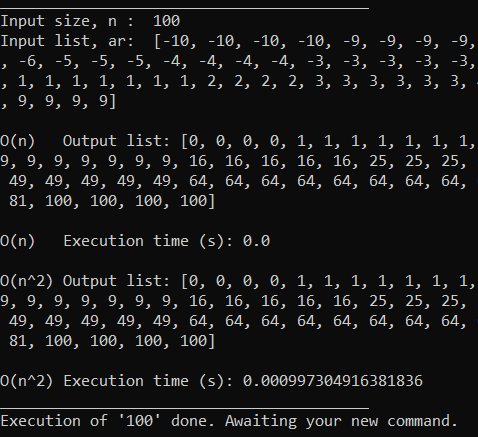 Input size, n :  100
Input list, ar:  [-10, -10, -10, -10, -9, -9, -9, -9,
, -6, -5, -5, -5, -4, -4, -4, -4, -3, -3, -3, -3, -3,
, 1, 1, 1, 1, 1, 1, 1, 2, 2, 2, 2, 3, 3, 3, 3, 3, 3,
, 9, 9, 9, 9]
O(n)   Output list: [0, 0, 0, 0, 1, 1, 1, 1, 1, 1, 1,
9, 9, 9, 9, 9, 9, 9, 16, 16, 16, 16, 16, 25, 25, 25,
49, 49, 49, 49, 49, 64, 64, 64, 64, 64, 64, 64, 64,
81, 100, 100, 100, 100]
O(n)   Execution time (s): 0.0
O(n^2) Output list: [0, 0, 0, 0, 1, 1, 1, 1, 1, 1, 1,
9, 9, 9, 9, 9, 9, 9, 16, 16, 16, 16, 16, 25, 25, 25,
49, 49, 49, 49, 49, 64, 64, 64, 64, 64, 64, 64, 64,
81, 100, 100, 100, 100]
O(n^2) Execution time (s): 0.000997304916381836
Execution of '100' done. Awaiting your new command.